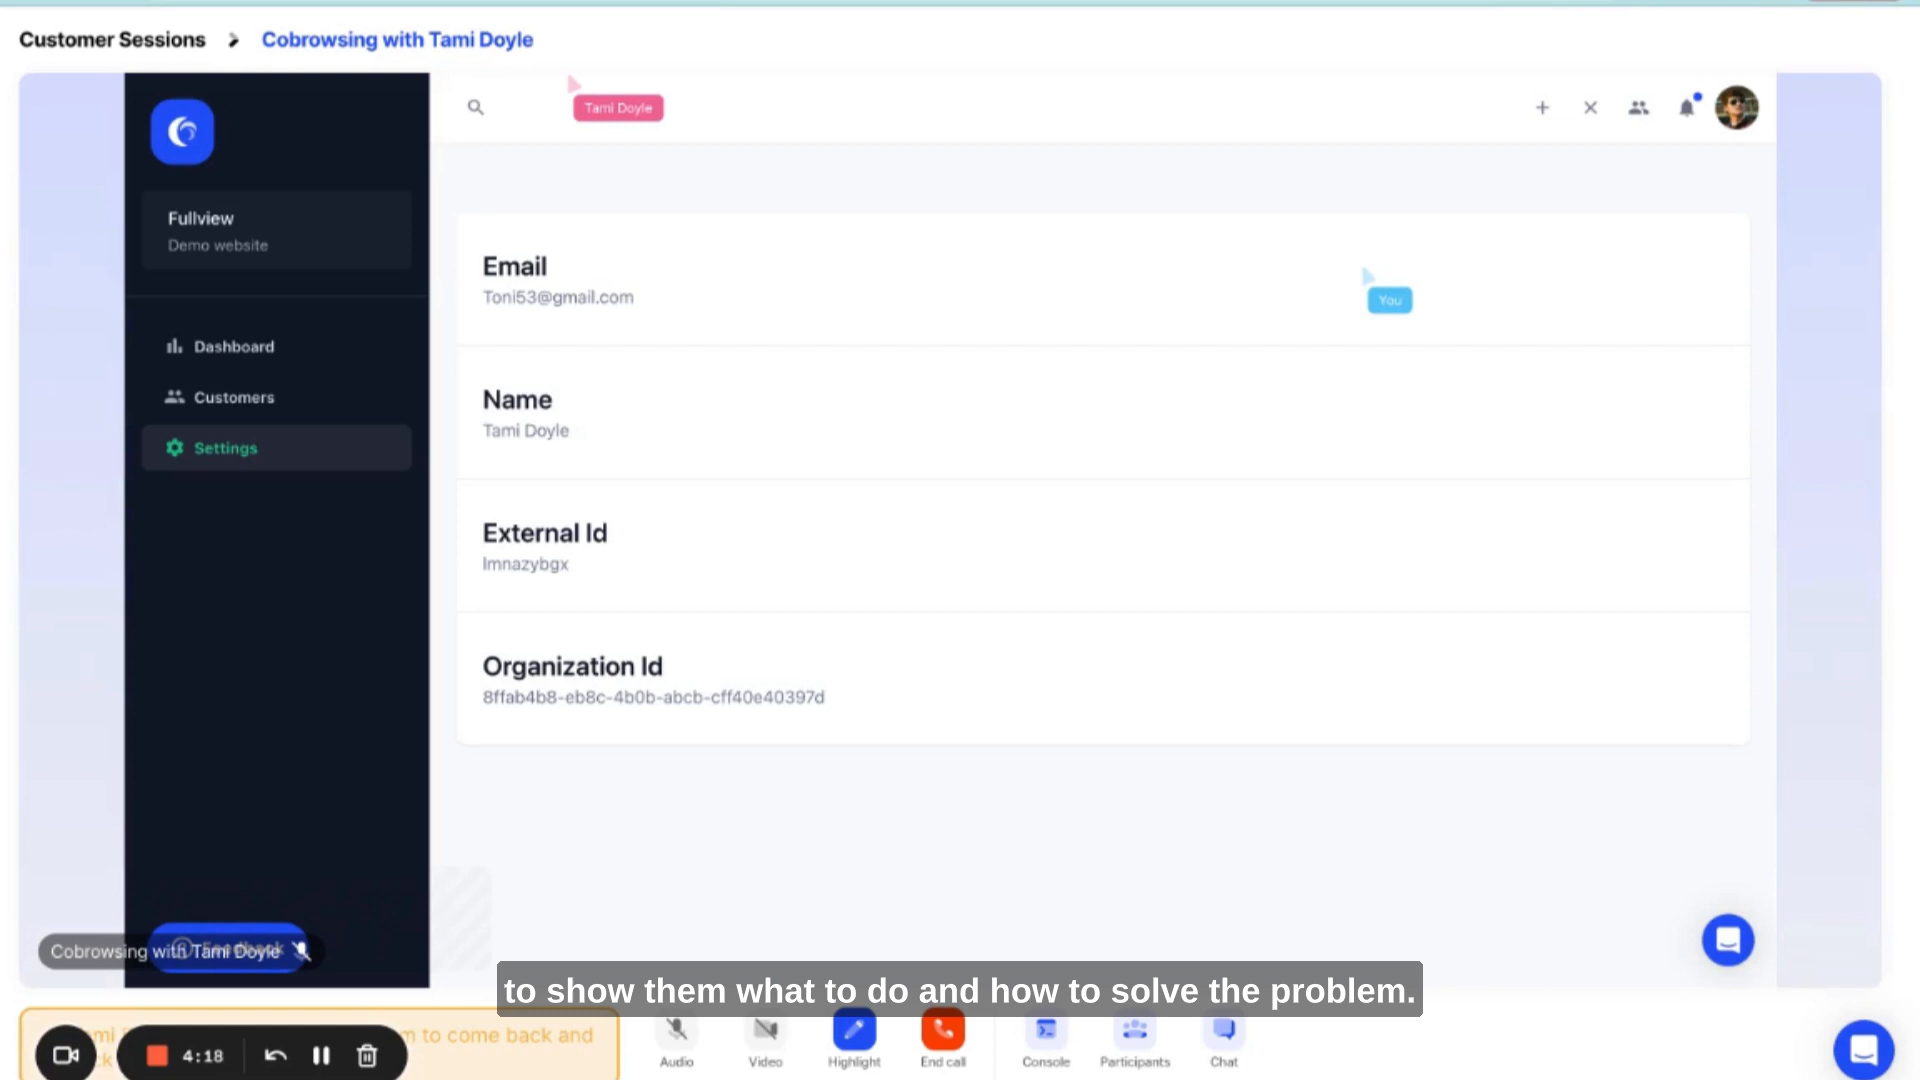 Customer Sessions > Cobrowsing with Tami Doyle
Tami Doyle
Fullview
Demo website
Email
Toni53@gmail.com
You
Dashboard
Name
Customers
Tami Doyle
Settings
External Id
lmnazybgx
Organization Id
8ffab4b8-eb8c-4b0b-abcb-cff40e40397d
Cobrowsing with Tami Doyle
to show them what to do and how to solve the problem.
to come back and
4:18
Audio
Video
Highlight
End call
Console
Participants
Chat